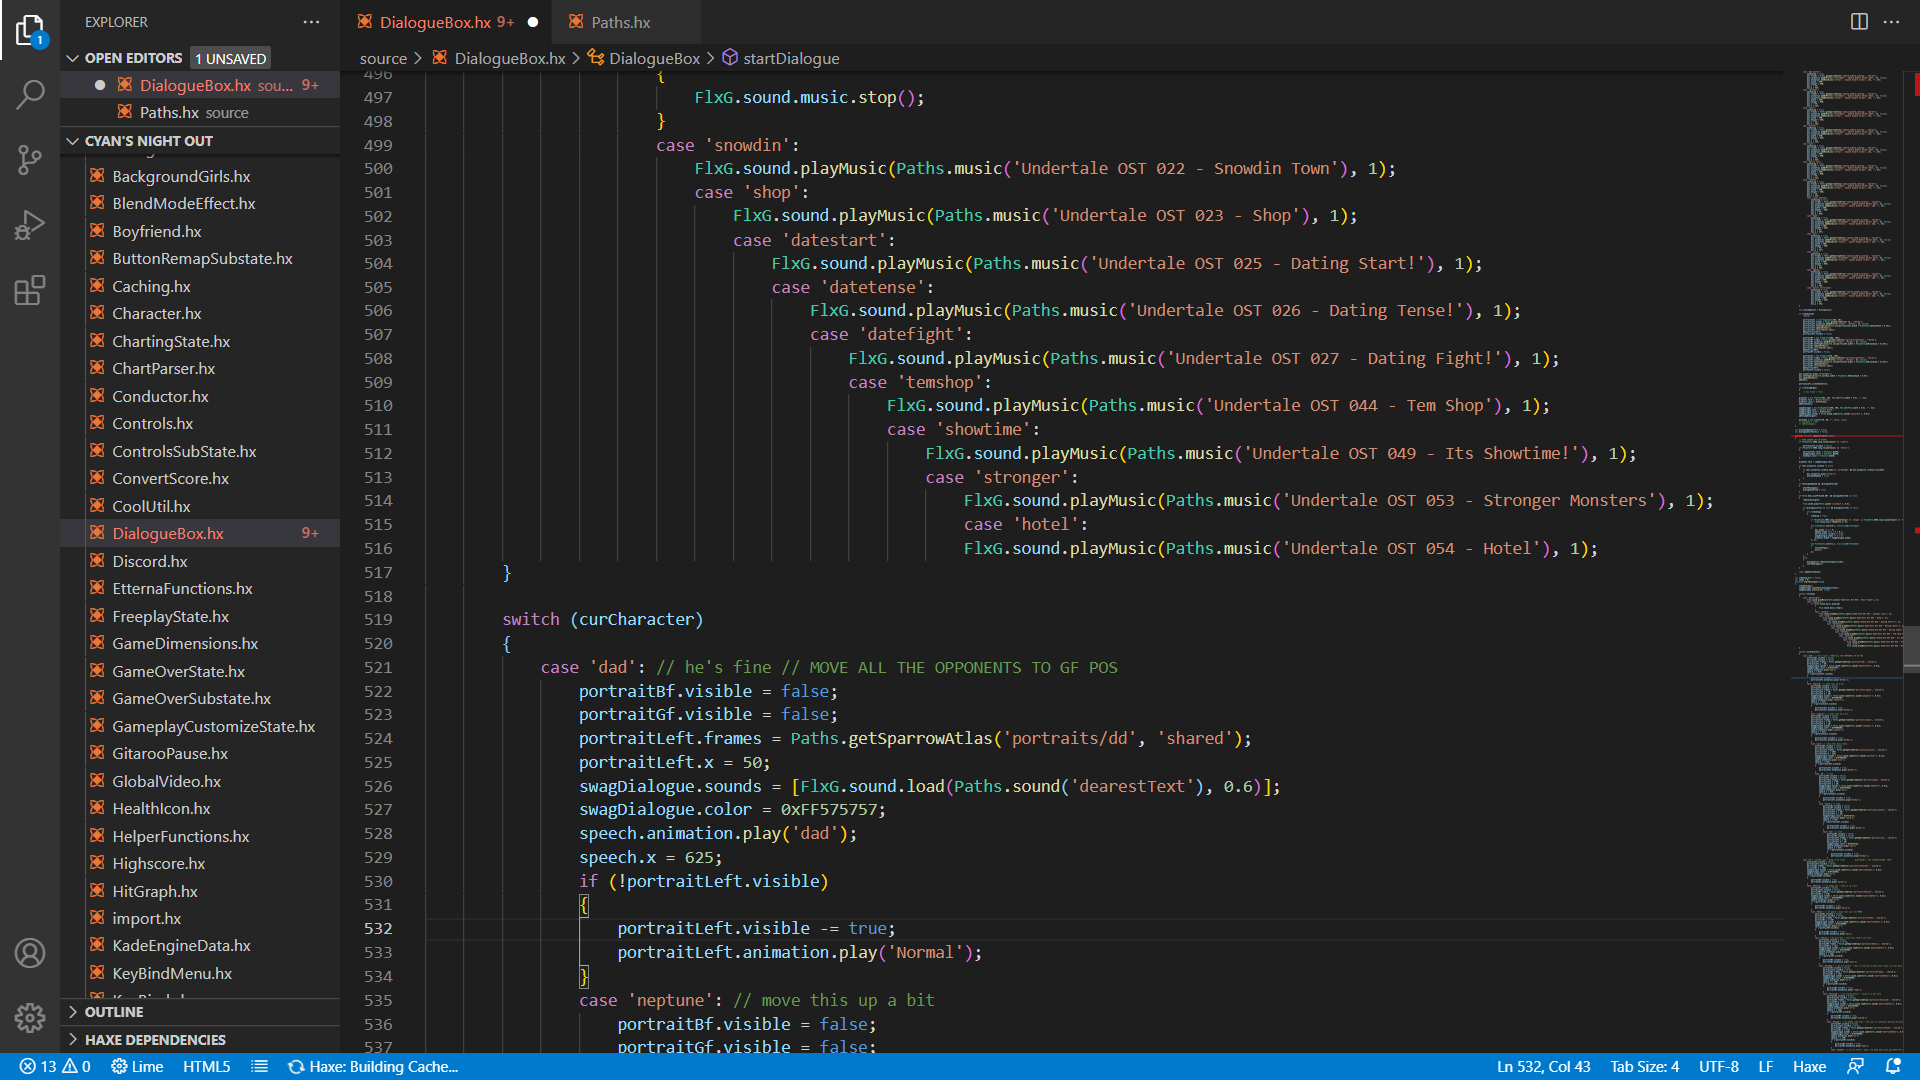 EXPLORER
OPEN EDITORS 1 UNSAVED
DialogueBox.hx sou... 9+
Paths.hx source
CYAN'S NIGHT OUT
BackgroundGirls.hx
BlendModeEffect.hx
Boyfriend.hx
ButtonRemapSubstate.hx
Caching.hx
Character.hx
ChartingState.hx
ChartParser.hx
Conductor.hx
Controls.hx
ControlsSubState.hx
ConvertScore.hx
CoolUtil.hx
DialogueBox.hx 9+
Discord.hx
EtternaFunctions.hx
FreeplayState.hx
GameDimensions.hx
GameOverState.hx
GameOverSubstate.hx
GameplayCustomizeState.hx
GitarooPause.hx
GlobalVideo.hx
HealthIcon.hx
HelperFunctions.hx
Highscore.hx
HitGraph.hx
import.hx
KadeEngineData.hx
KeyBindMenu.hx
OUTLINE
HAXE DEPENDENCIES
1
DialogueBox.hx 9+
Paths.hx
source > DialogueBox.hx > DialogueBox > startDialogue
496 {
497 FlxG.sound.music.stop();
498 }
499 case 'snowdin':
500 FlxG.sound.playMusic(Paths.music('Undertale OST 022 - Snowdin Town'), 1);
501 case 'shop':
502 FlxG.sound.playMusic(Paths.music('Undertale OST 023 - Shop'), 1);
503 case 'datestart':
504 FlxG.sound.playMusic(Paths.music('Undertale OST 025 - Dating Start!'), 1);
505 case 'datetense':
506 FlxG.sound.playMusic(Paths.music('Undertale OST 026 - Dating Tense!'), 1);
507 case 'datefight':
508 FlxG.sound.playMusic(Paths.music('Undertale OST 027 - Dating Fight!'), 1);
509 case 'temshop':
510 FlxG.sound.playMusic(Paths.music('Undertale OST 044 - Tem Shop'), 1);
511 case 'showtime':
512 FlxG.sound.playMusic(Paths.music('Undertale OST 049 - Its Showtime!'), 1);
513 case 'stronger':
514 FlxG.sound.playMusic(Paths.music('Undertale OST 053 - Stronger Monsters'), 1);
515 case 'hotel':
516 FlxG.sound.playMusic(Paths.music('Undertale OST 054 - Hotel'), 1);
517 }
518
519 switch (curCharacter)
520 {
521 case 'dad': // he's fine // MOVE ALL THE OPPONENTS TO GF POS
522 portraitBf.visible = false;
523 portraitGf.visible = false;
524 portraitLeft.frames = Paths.getSparrowAtlas('portraits/dd', 'shared');
525 portraitLeft.x = 50;
526 swagDialogue.sounds = [FlxG.sound.load(Paths.sound('dearestText'), 0.6)];
527 swagDialogue.color = 0xFF575757;
528 speech.animation.play('dad');
529 speech.x = 625;
530 if (!portraitLeft.visible)
531 {
532 portraitLeft.visible -= true;
533 portraitLeft.animation.play('Normal');
534 }
535 case 'neptune': // move this up a bit
536 portraitBf.visible = false;
537 portraitGf.visible = false;
13 0 Lime HTML5 Haxe: Building Cache... Ln 532, Col 43 Tab Size: 4 UTF-8 LF Haxe